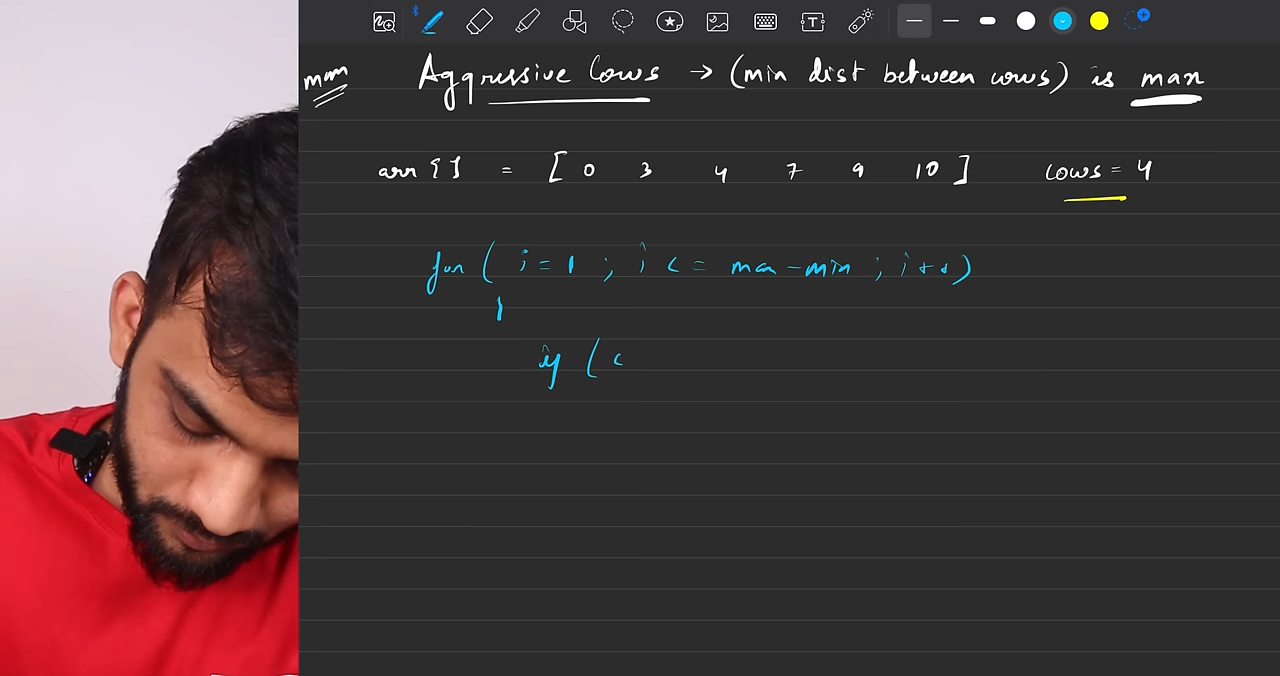 Aggressive Cows → (min dist between cows) is max
arr [] = [ 0 3 4 7 9 10 ] cows = 4
for ( i = 1 ; i <= max - min ; i++ )
if ( c